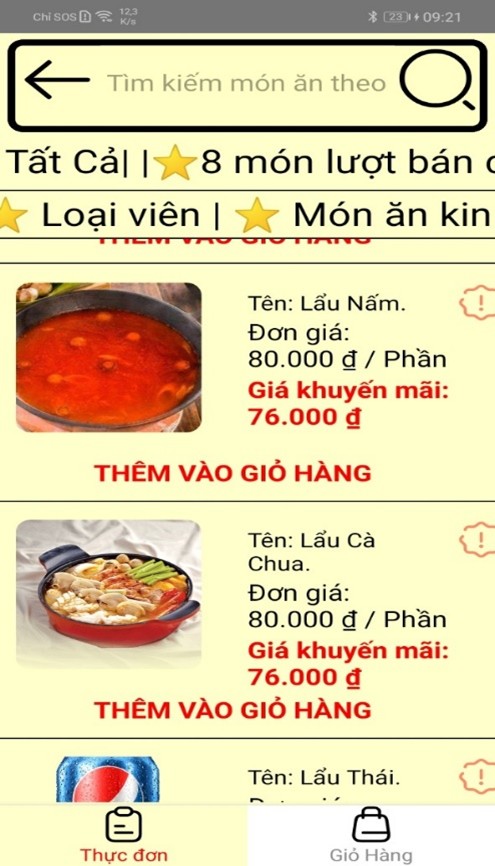 Chỉ SOS 12,3 K/s 23 09:21
Tìm kiếm món ăn theo
Tất Cả| |⭐8 món lượt bán
⭐ Loại viên | ⭐ Món ăn kin
THÊM VÀO GIỎ HÀNG
Tên: Lẩu Nấm.
Đơn giá:
80.000 ₫ / Phần
Giá khuyến mãi:
76.000 ₫
THÊM VÀO GIỎ HÀNG
Tên: Lẩu Cà
Chua.
Đơn giá:
80.000 ₫ / Phần
Giá khuyến mãi:
76.000 ₫
THÊM VÀO GIỎ HÀNG
Tên: Lẩu Thái.
Thực đơn
Giỏ Hàng